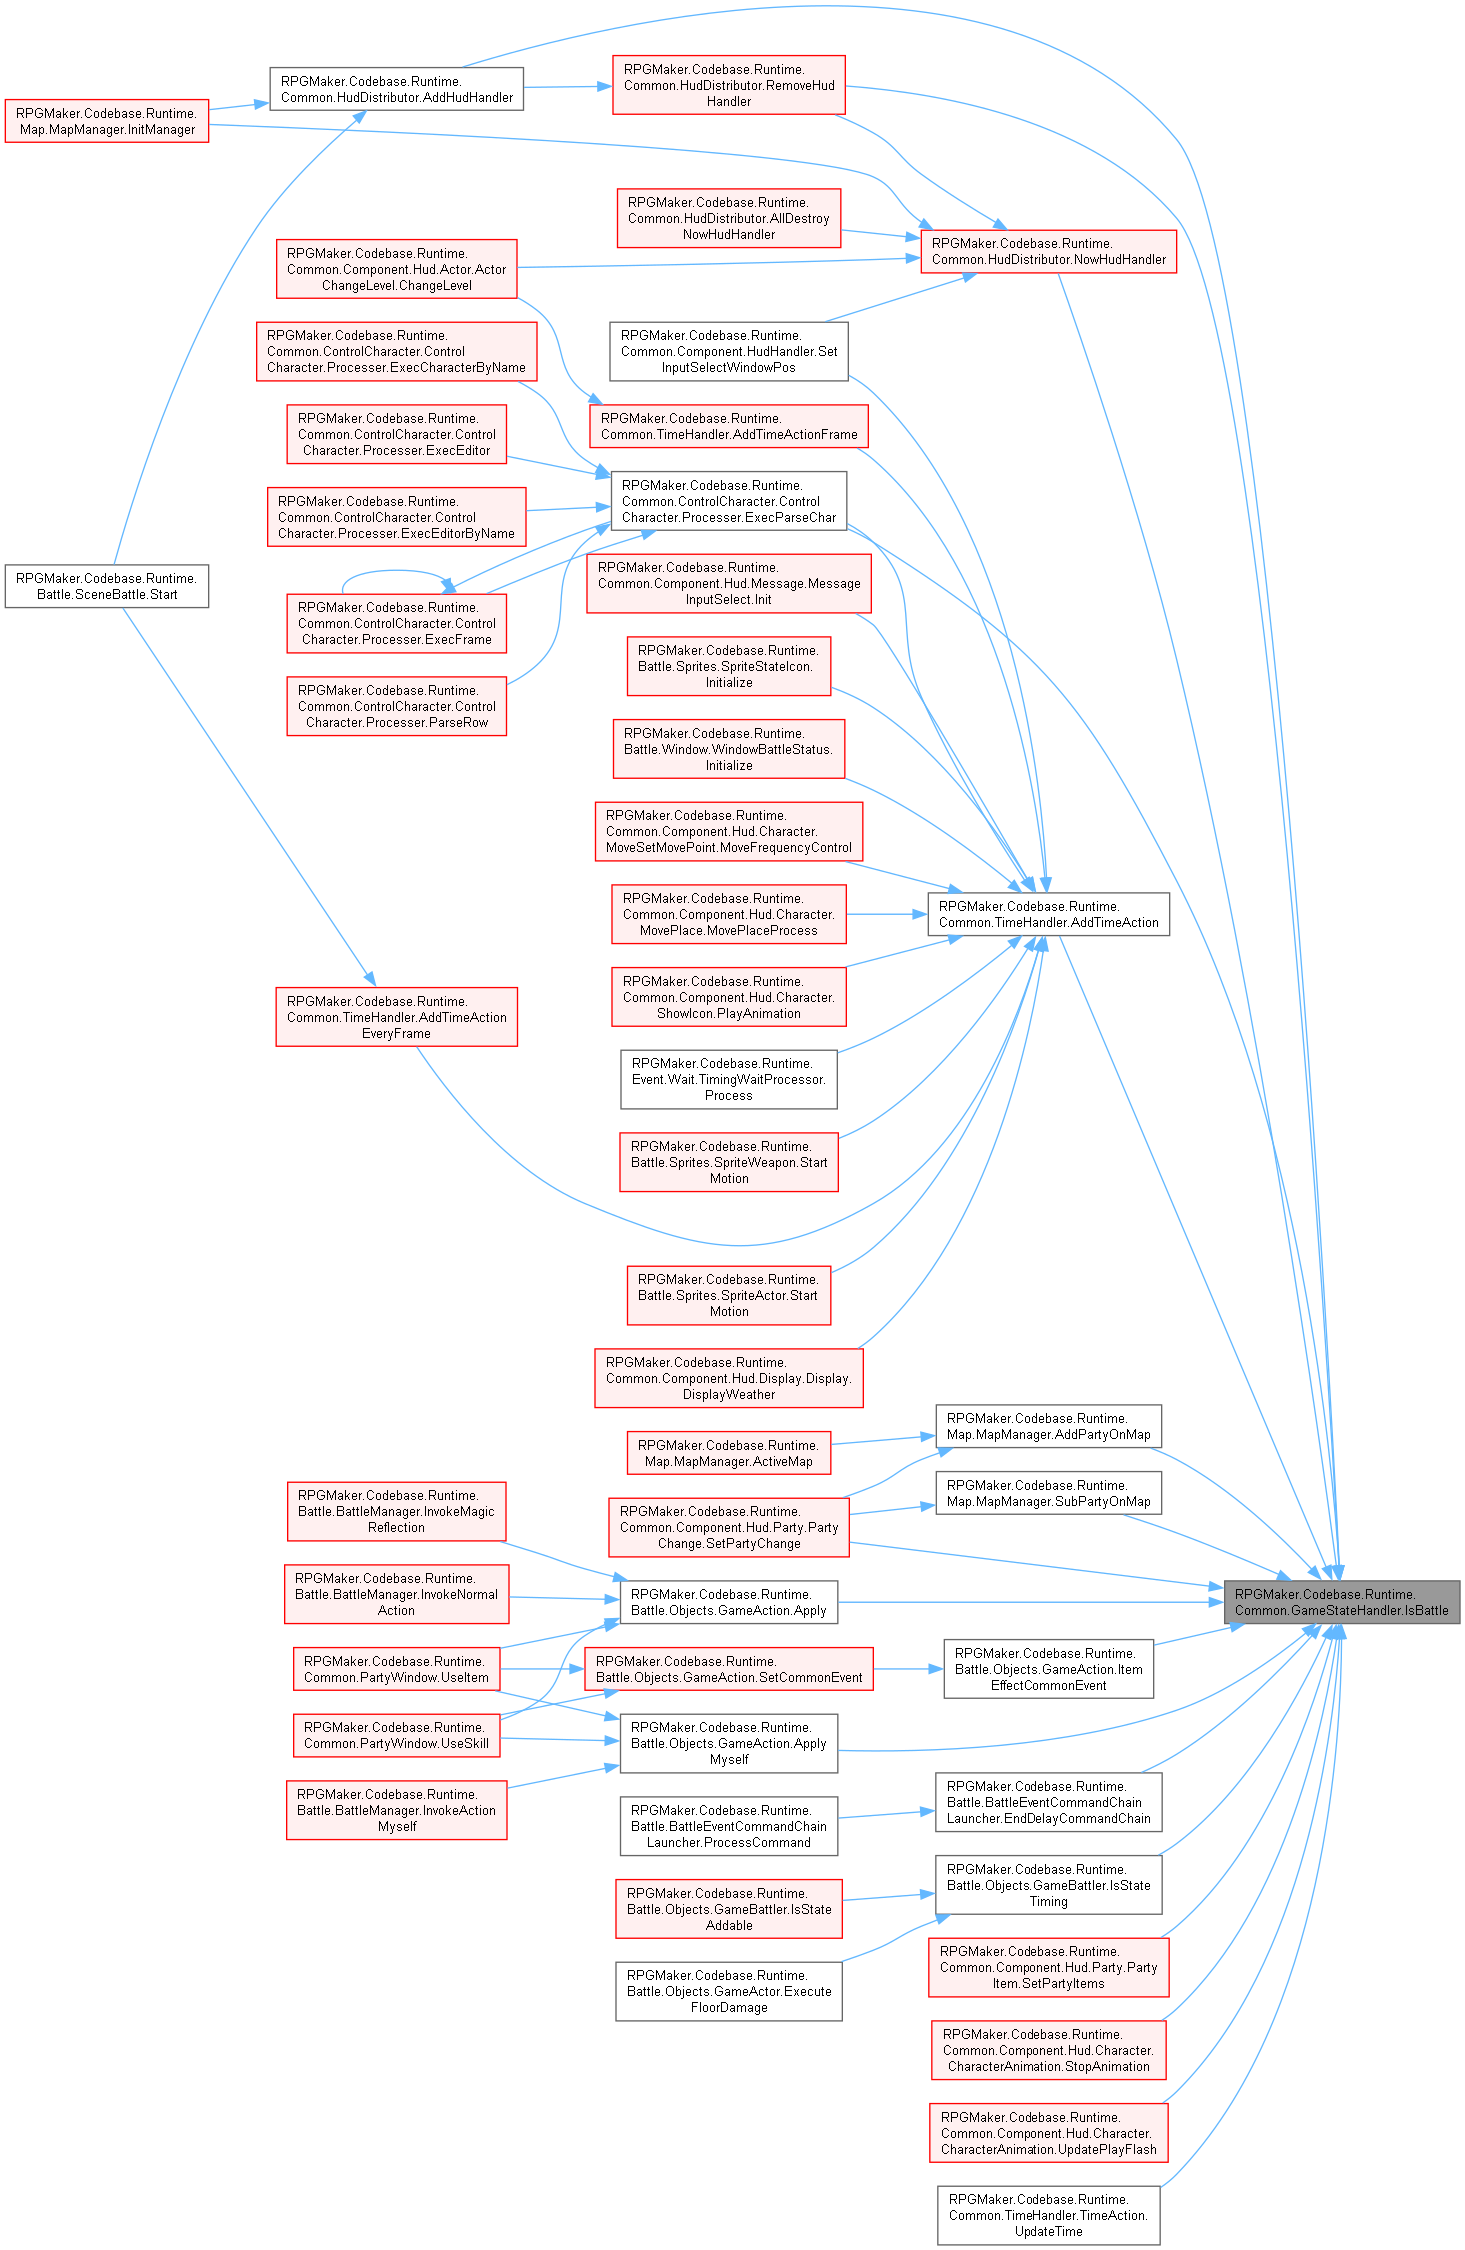 RPGMaker.Codebase.Runtime.
Common.HudDistributor.AddHudHandler
RPGMaker.Codebase.Runtime.
Common.HudDistributor.RemoveHud
Handler
RPGMaker.Codebase.Runtime.
Map.MapManager.InitManager
RPGMaker.Codebase.Runtime.
Common.HudDistributor.AllDestroy
NowHudHandler
RPGMaker.Codebase.Runtime.
Common.HudDistributor.NowHudHandler
RPGMaker.Codebase.Runtime.
Common.Component.Hud.Actor.Actor
ChangeLevel.ChangeLevel
RPGMaker.Codebase.Runtime.
Common.ControlCharacter.Control
Character.Processer.ExecCharacterByName
RPGMaker.Codebase.Runtime.
Common.Component.HudHandler.Set
InputSelectWindowPos
RPGMaker.Codebase.Runtime.
Common.ControlCharacter.Control
Character.Processer.ExecEditor
RPGMaker.Codebase.Runtime.
Common.TimeHandler.AddTimeActionFrame
RPGMaker.Codebase.Runtime.
Common.ControlCharacter.Control
Character.Processer.ExecParseChar
RPGMaker.Codebase.Runtime.
Common.ControlCharacter.Control
Character.Processer.ExecEditorByName
RPGMaker.Codebase.Runtime.
Common.Component.Hud.Message.Message
InputSelect.Init
RPGMaker.Codebase.Runtime.
Battle.SceneBattle.Start
RPGMaker.Codebase.Runtime.
Common.ControlCharacter.Control
Character.Processer.ExecFrame
RPGMaker.Codebase.Runtime.
Battle.Sprites.SpriteStateIcon.
Initialize
RPGMaker.Codebase.Runtime.
Common.ControlCharacter.Control
Character.Processer.ParseRow
RPGMaker.Codebase.Runtime.
Battle.Window.WindowBattleStatus.
Initialize
RPGMaker.Codebase.Runtime.
Common.Component.Hud.Character.
MoveSetMovePoint.MoveFrequencyControl
RPGMaker.Codebase.Runtime.
Common.Component.Hud.Character.
MovePlace.MovePlaceProcess
RPGMaker.Codebase.Runtime.
Common.TimeHandler.AddTimeAction
RPGMaker.Codebase.Runtime.
Common.Component.Hud.Character.
ShowIcon.PlayAnimation
RPGMaker.Codebase.Runtime.
Common.TimeHandler.AddTimeAction
EveryFrame
RPGMaker.Codebase.Runtime.
Event.Wait.TimingWaitProcessor.
Process
RPGMaker.Codebase.Runtime.
Battle.Sprites.SpriteWeapon.Start
Motion
RPGMaker.Codebase.Runtime.
Battle.Sprites.SpriteActor.Start
Motion
RPGMaker.Codebase.Runtime.
Common.Component.Hud.Display.Display.
DisplayWeather
RPGMaker.Codebase.Runtime.
Map.MapManager.AddPartyOnMap
RPGMaker.Codebase.Runtime.
Map.MapManager.ActiveMap
RPGMaker.Codebase.Runtime.
Map.MapManager.SubPartyOnMap
RPGMaker.Codebase.Runtime.
Battle.BattleManager.InvokeMagic
Reflection
RPGMaker.Codebase.Runtime.
Common.Component.Hud.Party.Party
Change.SetPartyChange
RPGMaker.Codebase.Runtime.
Battle.BattleManager.InvokeNormal
Action
RPGMaker.Codebase.Runtime.
Battle.Objects.GameAction.Apply
RPGMaker.Codebase.Runtime.
Common.GameStateHandler.IsBattle
RPGMaker.Codebase.Runtime.
Common.PartyWindow.UseItem
RPGMaker.Codebase.Runtime.
Battle.Objects.GameAction.SetCommonEvent
RPGMaker.Codebase.Runtime.
Battle.Objects.GameAction.Item
EffectCommonEvent
RPGMaker.Codebase.Runtime.
Common.PartyWindow.UseSkill
RPGMaker.Codebase.Runtime.
Battle.Objects.GameAction.Apply
Myself
RPGMaker.Codebase.Runtime.
Battle.BattleManager.InvokeAction
Myself
RPGMaker.Codebase.Runtime.
Battle.BattleEventCommandChain
Launcher.ProcessCommand
RPGMaker.Codebase.Runtime.
Battle.BattleEventCommandChain
Launcher.EndDelayCommandChain
RPGMaker.Codebase.Runtime.
Battle.Objects.GameBattler.IsState
Timing
RPGMaker.Codebase.Runtime.
Battle.Objects.GameBattler.IsState
Addable
RPGMaker.Codebase.Runtime.
Battle.Objects.GameActor.Execute
FloorDamage
RPGMaker.Codebase.Runtime.
Common.Component.Hud.Party.Party
Item.SetPartyItems
RPGMaker.Codebase.Runtime.
Common.Component.Hud.Character.
CharacterAnimation.StopAnimation
RPGMaker.Codebase.Runtime.
Common.Component.Hud.Character.
CharacterAnimation.UpdatePlayFlash
RPGMaker.Codebase.Runtime.
Common.TimeHandler.TimeAction.
UpdateTime